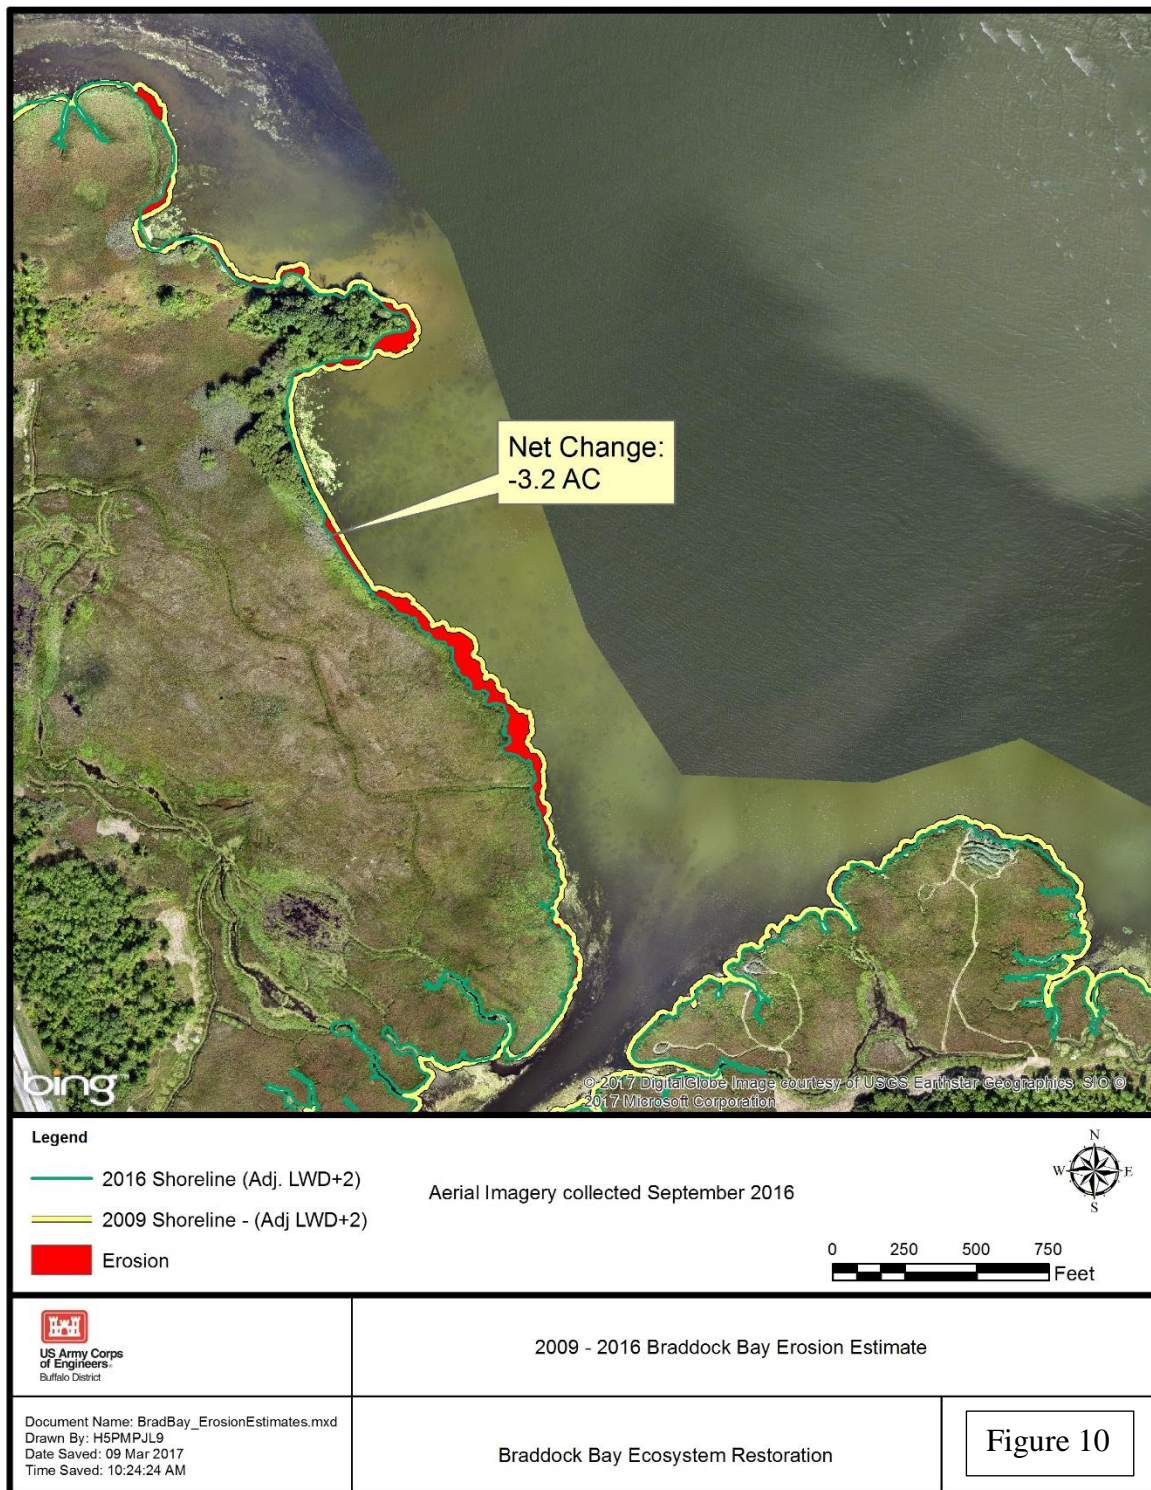 Net Change:
-3.2 AC
bing
© 2017 DigitalGlobe Image courtesy of USGS Earthstar Geographics SIO ©
2017 Microsoft Corporation
Legend
2016 Shoreline (Adj. LWD+2)
2009 Shoreline - (Adj LWD+2)
Erosion
Aerial Imagery collected September 2016
N
W
E
S
0 250 500 750
Feet
US Army Corps
of Engineers
Buffalo District
2009 - 2016 Braddock Bay Erosion Estimate
Document Name: BradBay_ErosionEstimates.mxd
Drawn By: H5PMPJL9
Date Saved: 09 Mar 2017
Time Saved: 10:24:24 AM
Braddock Bay Ecosystem Restoration
Figure 10